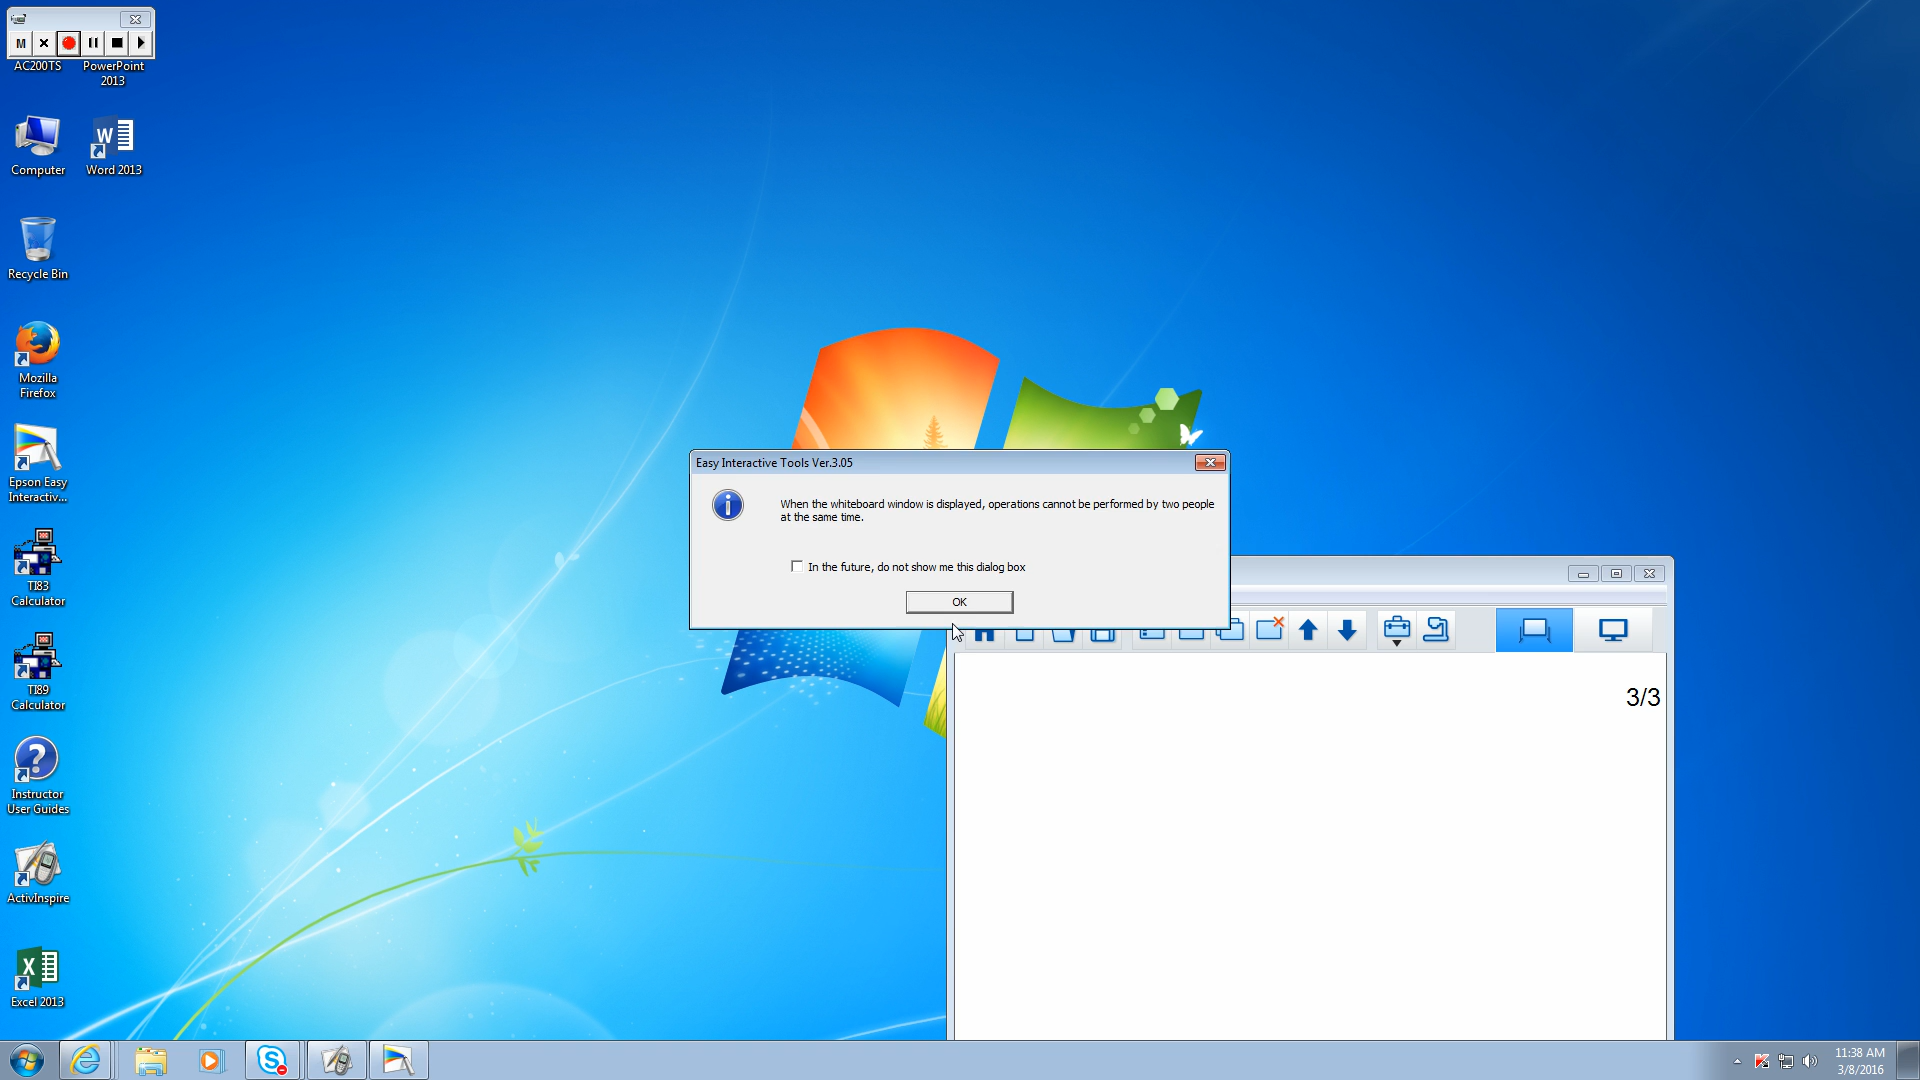 M
AC200TS
PowerPoint
2013
Computer
W
Word 2013
Recycle Bin
Mozilla
Firefox
Epson Easy
Interactiv...
TI83
Calculator
TI89
Calculator
Instructor
User Guides
ActivInspire
X
Excel 2013
Easy Interactive Tools Ver.3.05
When the whiteboard window is displayed, operations cannot be performed by two people
at the same time.
In the future, do not show me this dialog box
OK
3/3
11:38 AM
3/8/2016